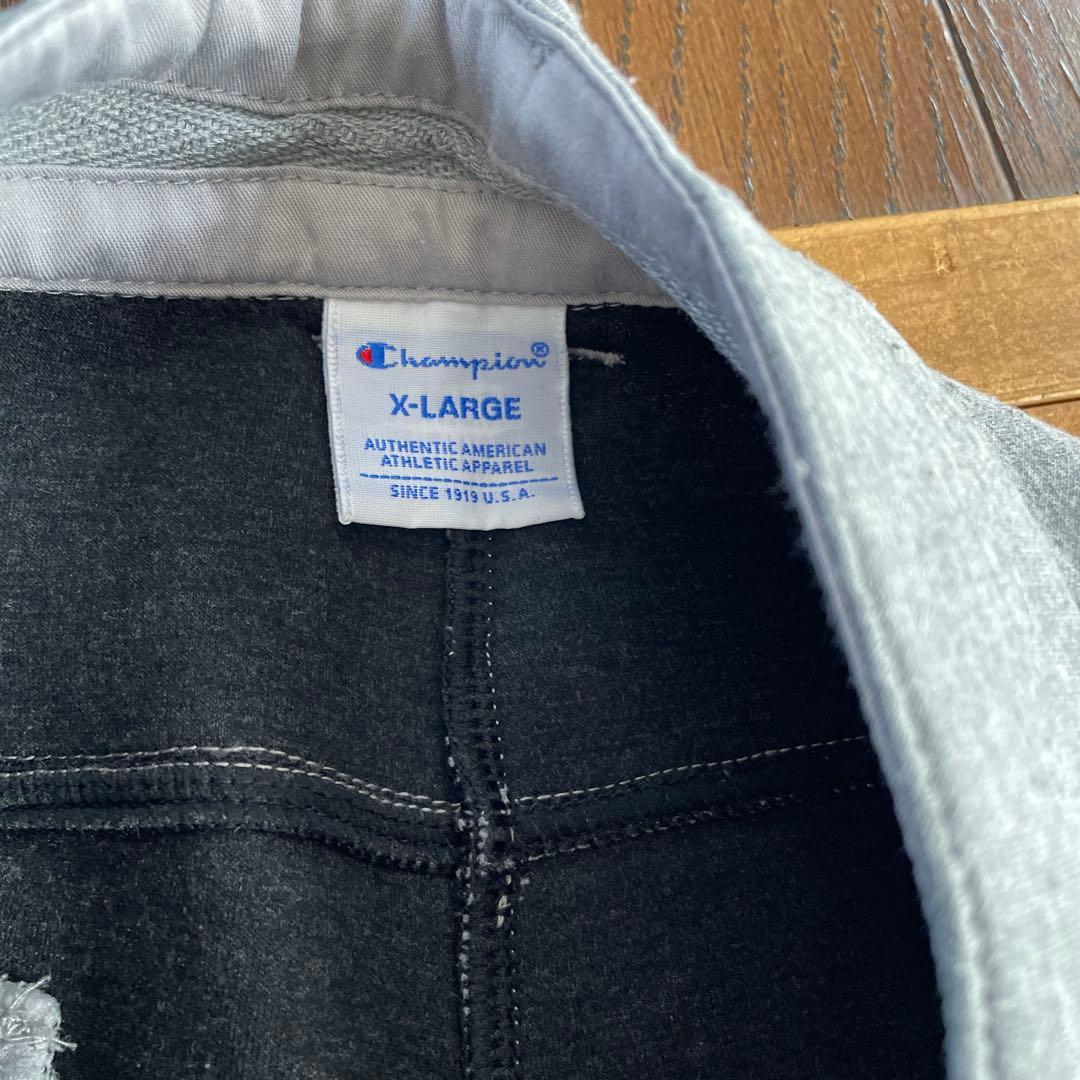 Champion®
X-LARGE
AUTHENTIC AMERICAN
ATHLETIC APPAREL
SINCE 1919 U.S.A.